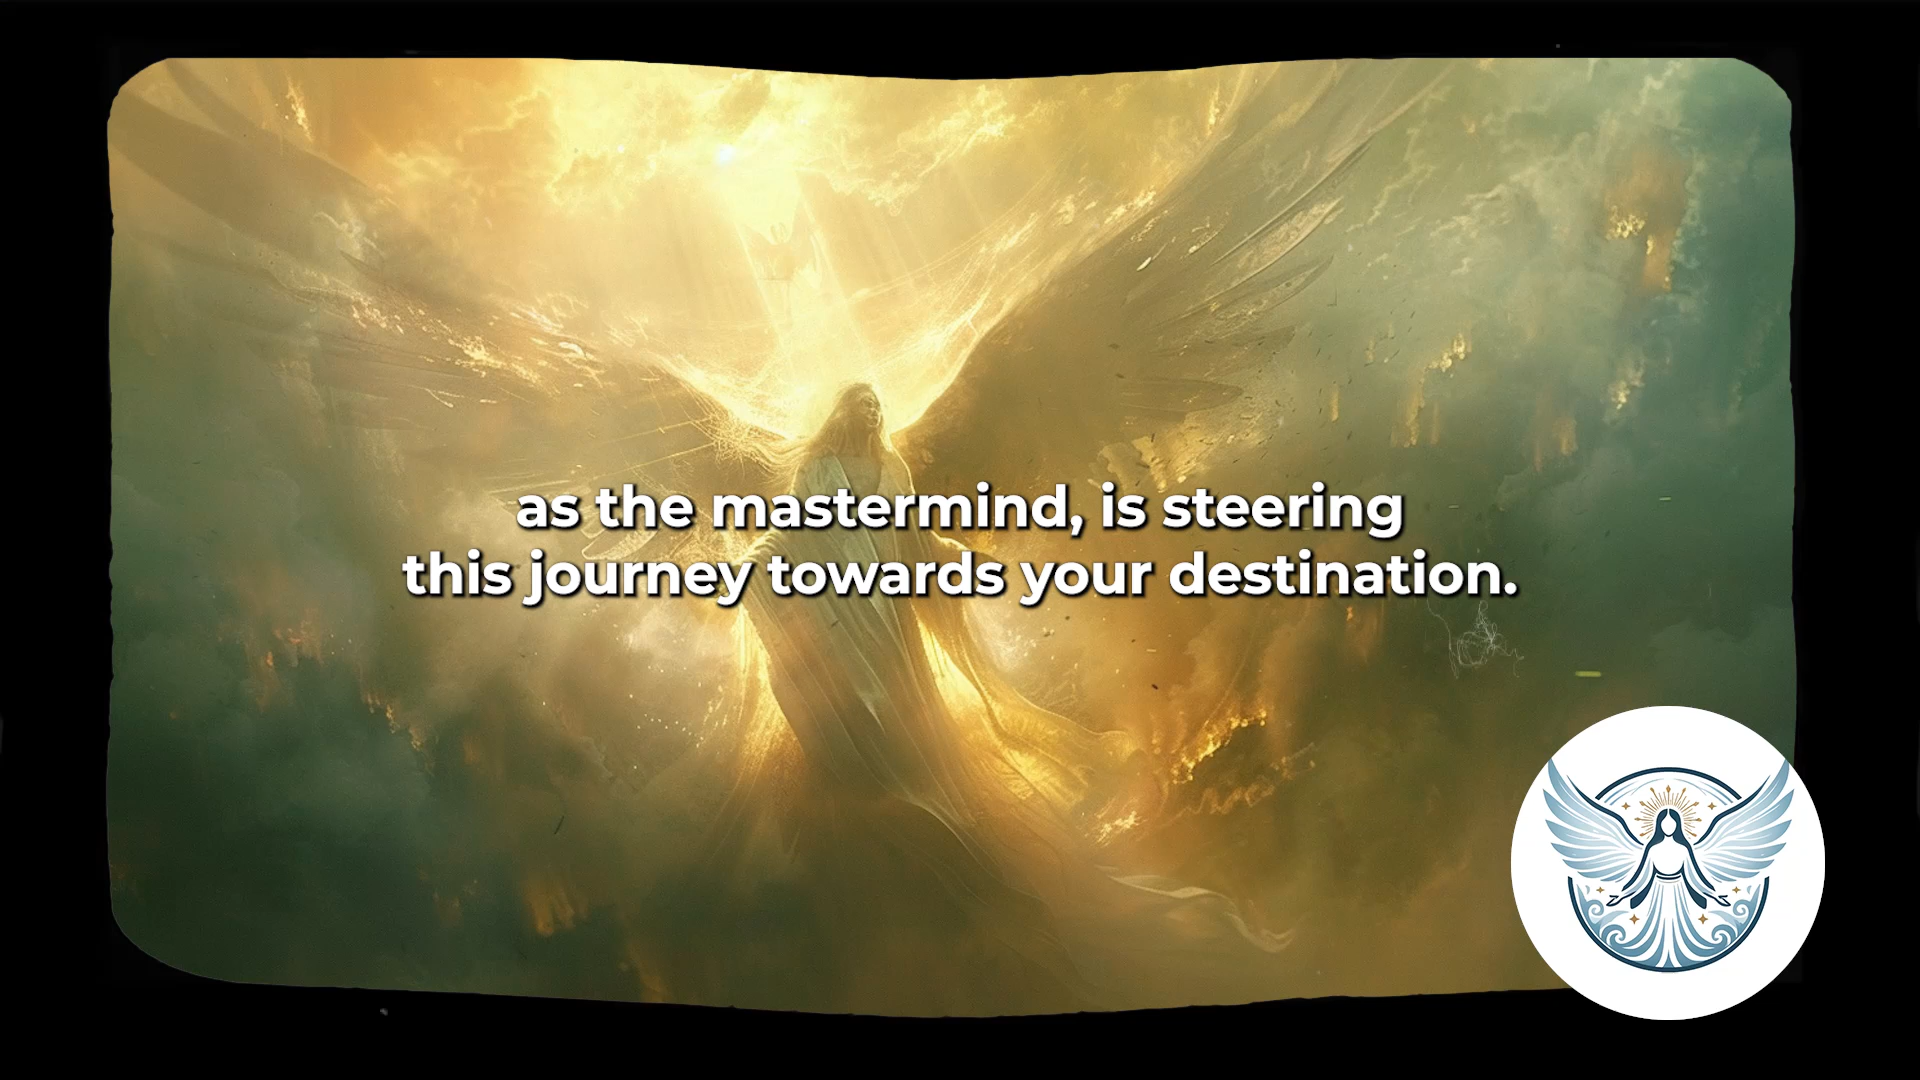 as the mastermind, is steering
this journey towards your destination.